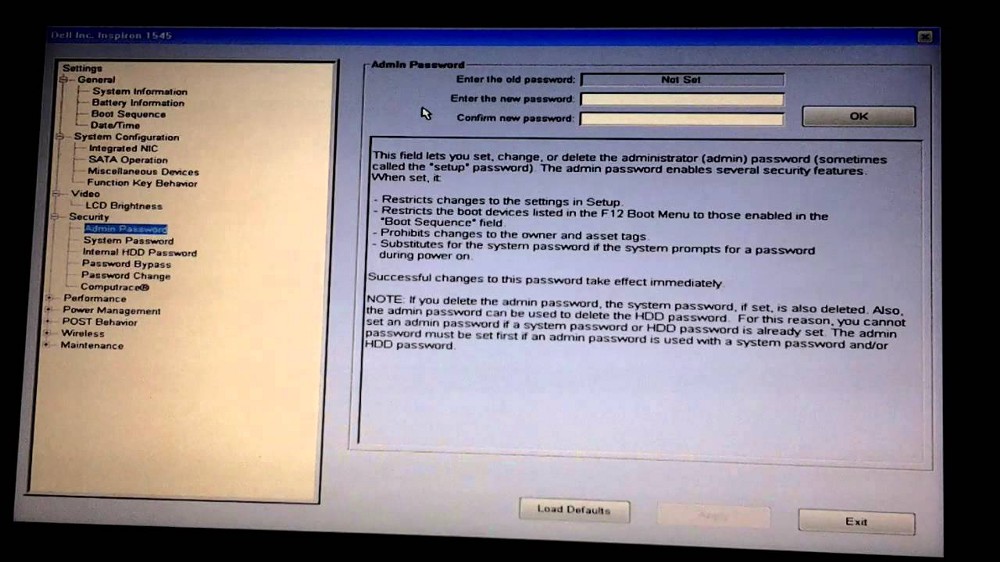 Dell Inc. Inspiron 1545
Settings
General
System Information
Battery Information
Boot Sequence
Date/Time
System Configuration
Integrated NIC
SATA Operation
Miscellaneous Devices
Function Key Behavior
Video
LCD Brightness
Security
Admin Password
System Password
Internal HDD Password
Password Bypass
Password Change
Computrace®
Performance
Power Management
POST Behavior
Wireless
Maintenance
Admin Password
Enter the old password: Not Set
Enter the new password:
Confirm new password:
OK
This field lets you set, change, or delete the administrator (admin) password (sometimes
called the "setup" password). The admin password enables several security features.
When set, it:
- Restricts changes to the settings in Setup.
- Restricts the boot devices listed in the F12 Boot Menu to those enabled in the
"Boot Sequence" field.
- Prohibits changes to the owner and asset tags.
- Substitutes for the system password if the system prompts for a password
during power on.
Successful changes to this password take effect immediately.
NOTE: If you delete the admin password, the system password, if set, is also deleted. Also,
the admin password can be used to delete the HDD password. For this reason, you cannot
set an admin password if a system password or HDD password is already set. The admin
password must be set first if an admin password is used with a system password and/or
HDD password.
Load Defaults
Apply
Exit